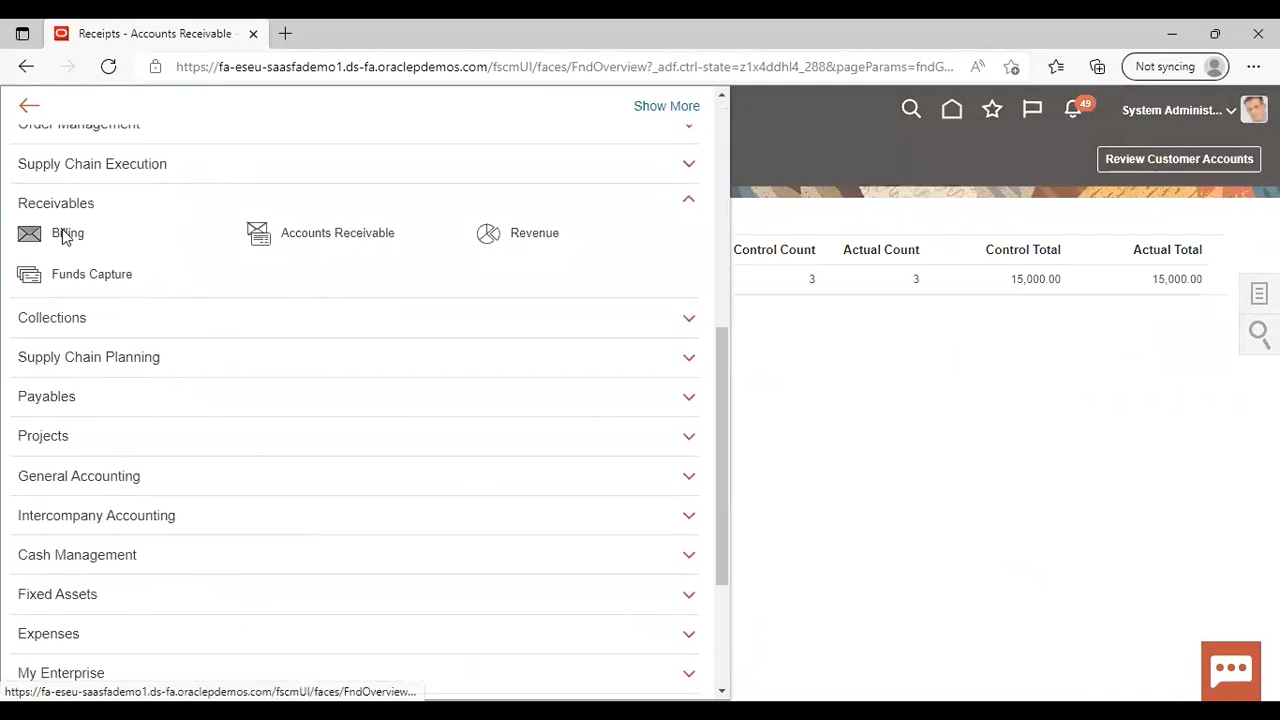 Receipts - Accounts Receivable -
https://fa-eseu-saasfademo1.ds-fa.oraclepdemos.com/fscmUI/faces/FndOverview?_adf.ctrl-state=z1x4ddhl4_288&pageParams=fndG...
Not syncing
Show More
49
System Administ...
Order Management
Review Customer Accounts
Supply Chain Execution
Receivables
Billing
Accounts Receivable
Revenue
Funds Capture
Control Count
Actual Count
Control Total
Actual Total
3
3
15,000.00
15,000.00
Collections
Supply Chain Planning
Payables
Projects
General Accounting
Intercompany Accounting
Cash Management
Fixed Assets
Expenses
My Enterprise
https://fa-eseu-saasfademo1.ds-fa.oraclepdemos.com/fscmUI/faces/FndOverview...